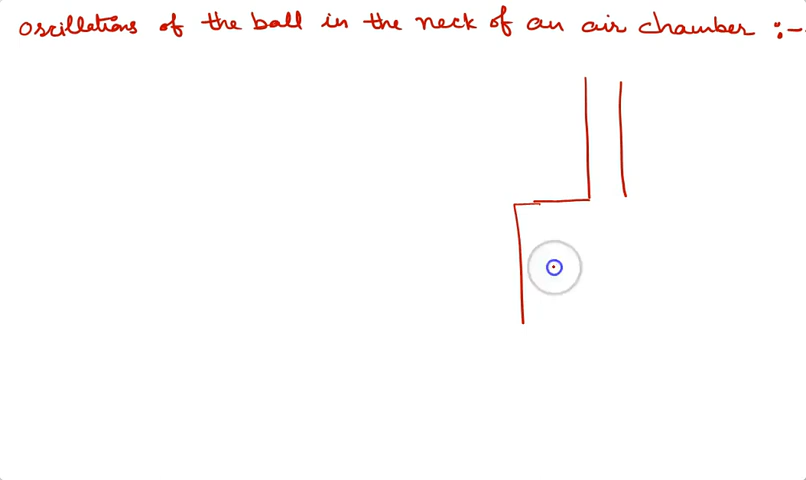 oscillations of the ball in the neck of an air chamber :-